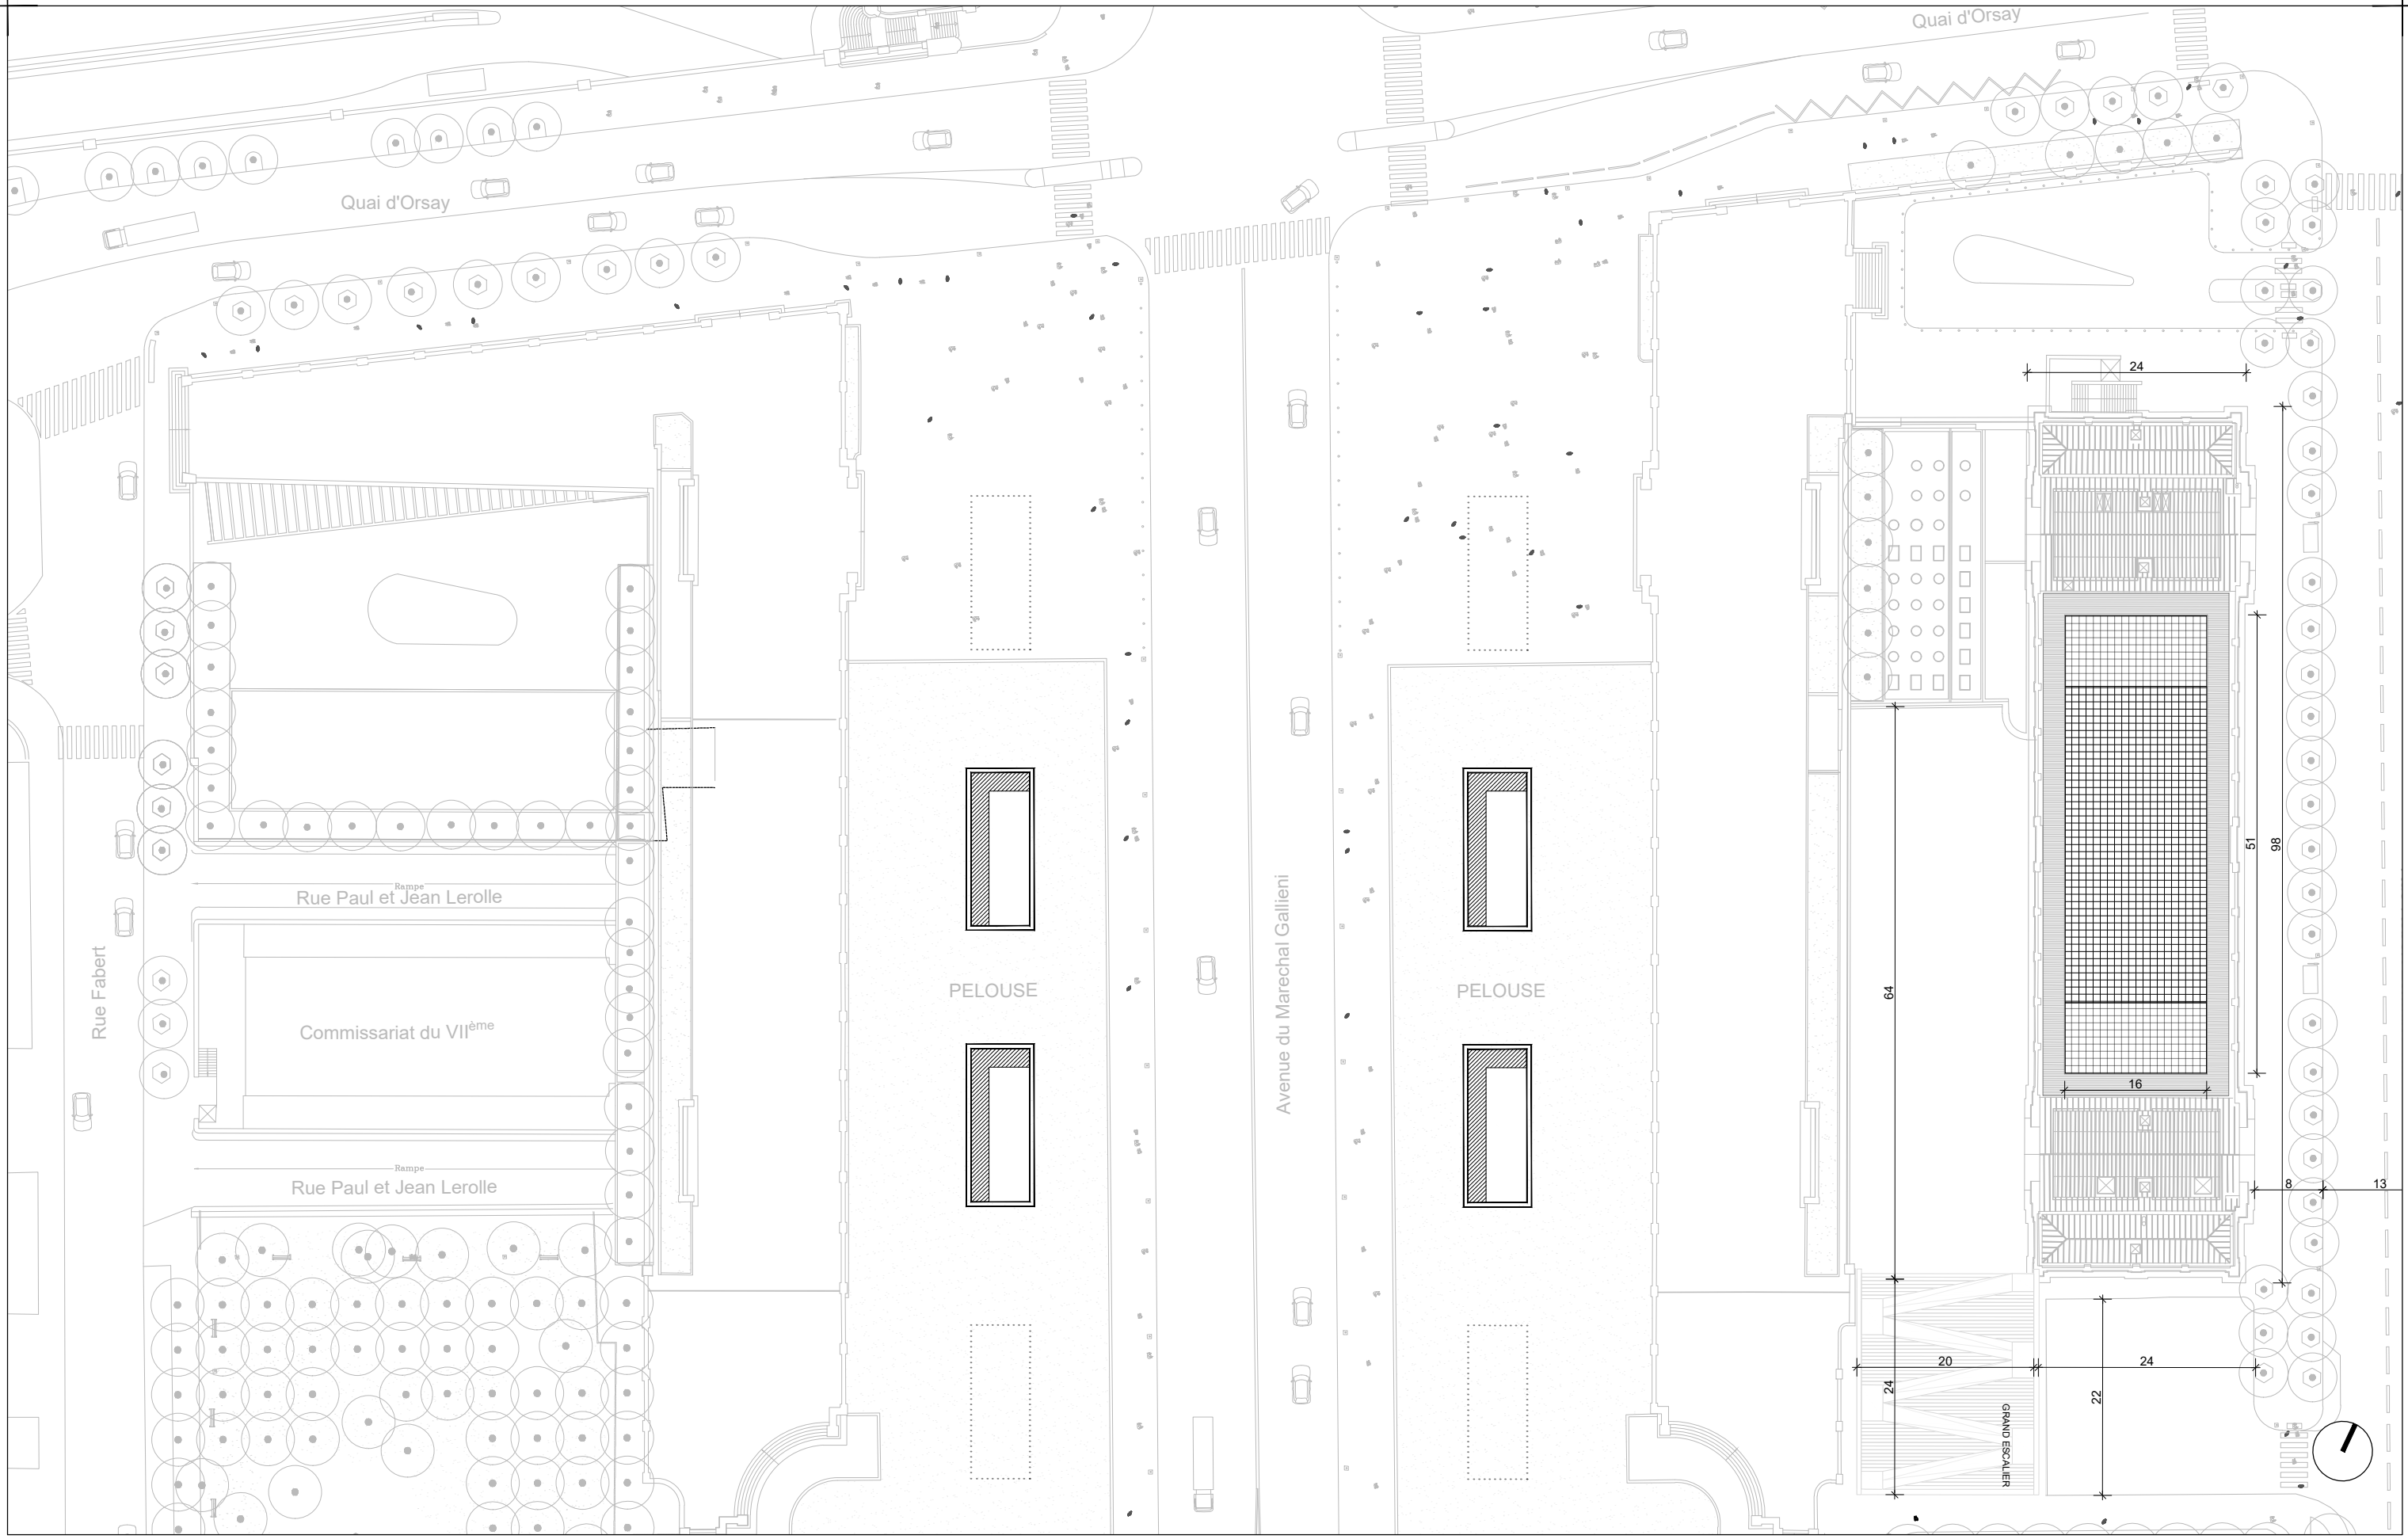 Quai d'Orsay
Quai d'Orsay
24
Rampe
Rue Paul et Jean Lerolle
Rue Fabert
Commissariat du VIIème
Rampe
Rue Paul et Jean Lerolle
PELOUSE
Avenue du Marechal Gallieni
PELOUSE
51
98
64
16
8
13
20
24
24
22
GRAND ESCALIER